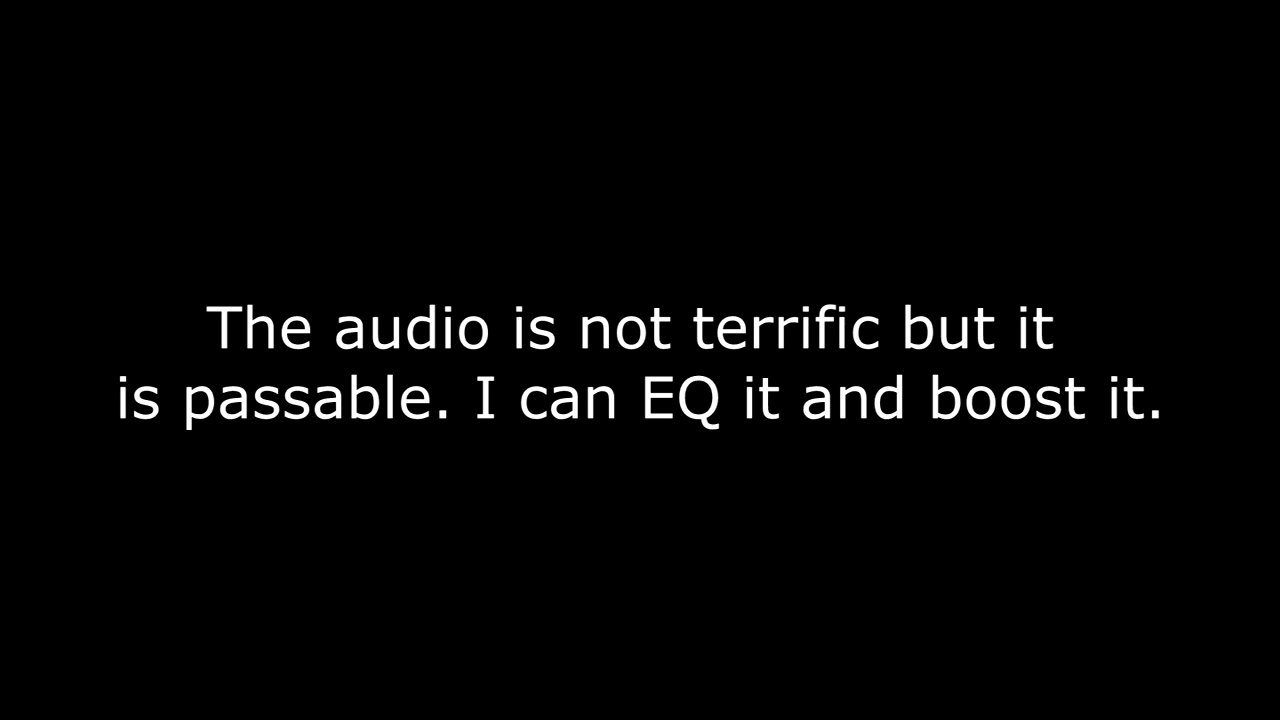 The audio is not terrific but it
is passable. I can EQ it and boost it.